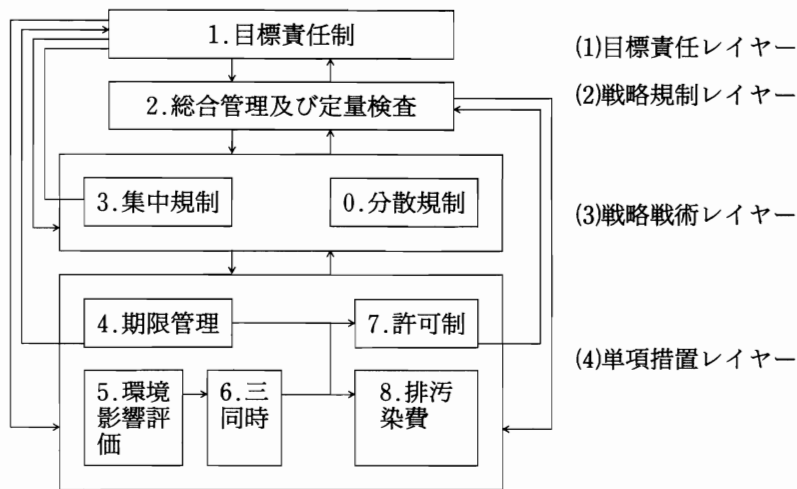 1.目標責任制
(1)目標責任レイヤー
2.総合管理及び定量検査
(2)戦略規制レイヤー
3.集中規制
0.分散規制
(3)戦略戦術レイヤー
4.期限管理
7.許可制
(4)単項措置レイヤー
5.環境
影響評
価
6.三
同時
8.排汚
染費